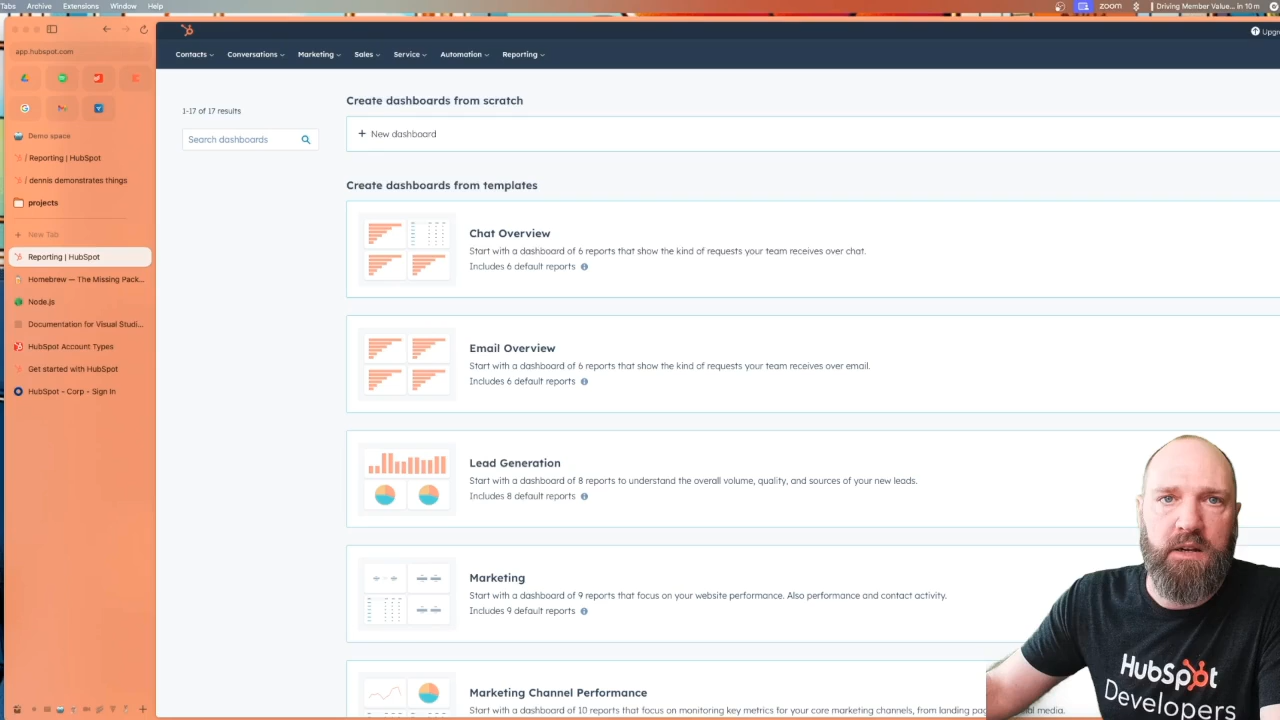 Tabs Archive Extensions Window Help
zoom
Driving Member Value... in 10 m
app.hubspot.com
Contacts
Conversations
Marketing
Sales
Service
Automation
Reporting
Demo space
/ Reporting | HubSpot
/ dennis demonstrates things
projects
+ New Tab
Reporting | HubSpot
Homebrew — The Missing Pack...
Node.js
Documentation for Visual Studi...
HubSpot Account Types
Get started with HubSpot
HubSpot - Corp - Sign In
1-17 of 17 results
Search dashboards
Create dashboards from scratch
+ New dashboard
Create dashboards from templates
Chat Overview
Start with a dashboard of 6 reports that show the kind of requests your team receives over chat.
Includes 6 default reports
Email Overview
Start with a dashboard of 6 reports that show the kind of requests your team receives over email.
Includes 6 default reports
Lead Generation
Start with a dashboard of 8 reports to understand the overall volume, quality, and sources of your new leads.
Includes 8 default reports
Marketing
Start with a dashboard of 9 reports that focus on your website performance. Also performance and contact activity.
Includes 9 default reports
Marketing Channel Performance
Start with a dashboard of 10 reports that focus on monitoring key metrics for your core marketing channels, from landing media.
HubSpot
Developers